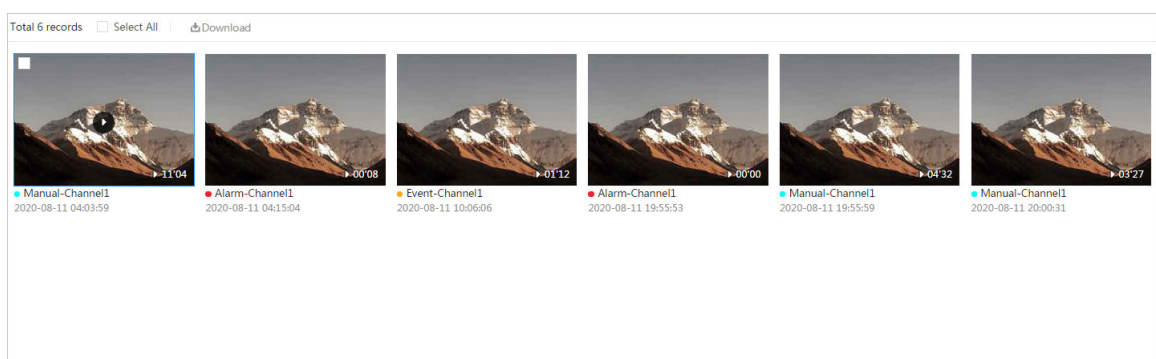 Total 6 records Select All Download
11'04 00'08 01'12 00'00 04'32 03'27
Manual-Channel1 Alarm-Channel1 Event-Channel1 Alarm-Channel1 Manual-Channel1 Manual-Channel1
2020-08-11 04:03:59 2020-08-11 04:15:04 2020-08-11 10:06:06 2020-08-11 19:55:53 2020-08-11 19:55:59 2020-08-11 20:00:31